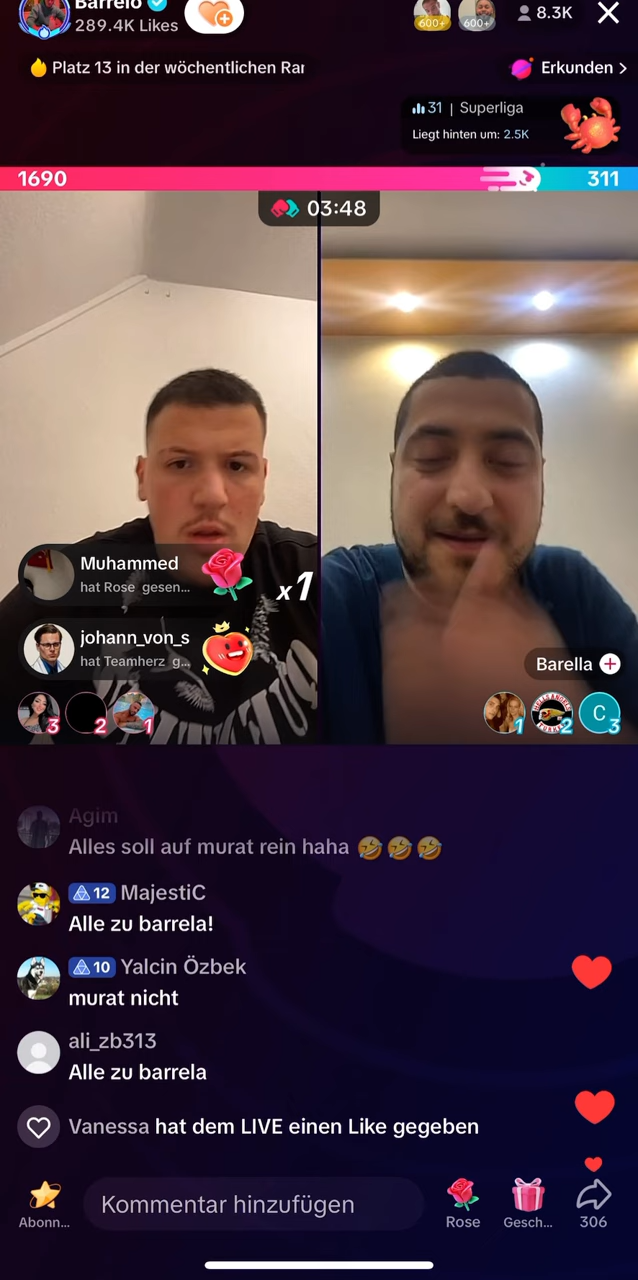 Barrelo
289.4K Likes
600+
600+
8.3K
Platz 13 in der wöchentlichen Rar
Erkunden >
31 | Superliga
Liegt hinten um: 2.5K
1690
311
03:48
Muhammed
hat Rose gesen...
x1
johann_von_s
hat Teamherz g...
3
2
1
Barella
1
2
C
3
Agim
Alles soll auf murat rein haha 🤣🤣🤣
12 MajestiC
Alle zu barrela!
10 Yalcin Özbek
murat nicht
ali_zb313
Alle zu barrela
Vanessa hat dem LIVE einen Like gegeben
Abonn...
Kommentar hinzufügen
Rose
Gesch...
306